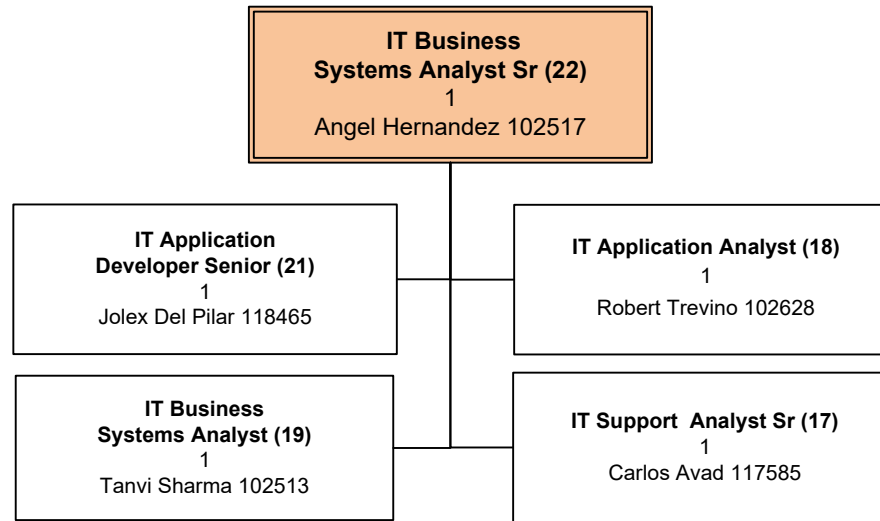 IT Business
Systems Analyst Sr (22)
1
Angel Hernandez 102517
IT Application
Developer Senior (21)
1
Jolex Del Pilar 118465
IT Application Analyst (18)
1
Robert Trevino 102628
IT Business
Systems Analyst (19)
1
Tanvi Sharma 102513
IT Support  Analyst Sr (17)
1
Carlos Avad 117585